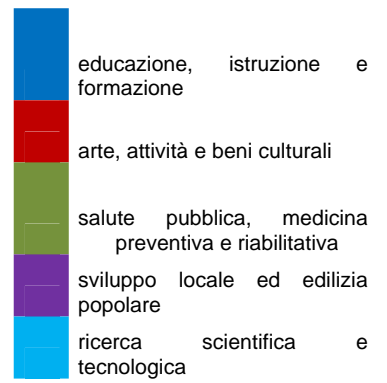 educazione, istruzione e
formazione
arte, attività e beni culturali
salute pubblica, medicina
preventiva e riabilitativa
sviluppo locale ed edilizia
popolare
ricerca scientifica e
tecnologica